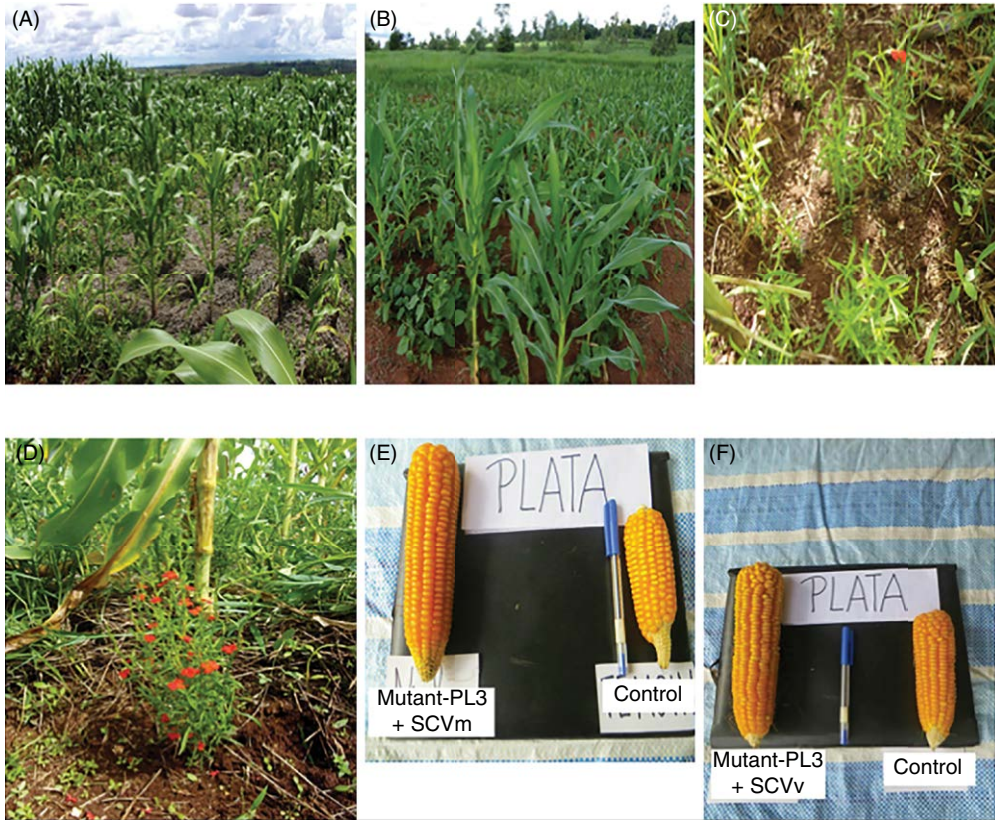 (A)
(B)
(C)
(D)
(E)
PLATA
Mutant-PL3
+ SCVm
Control
(F)
PLATA
Mutant-PL3
+ SCVv
Control